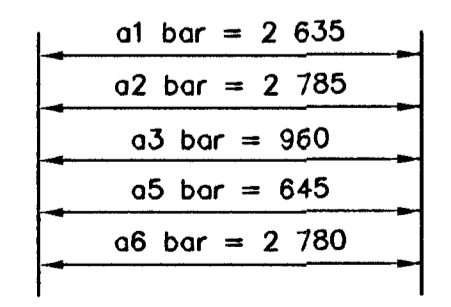 a1 bar = 2 635
a2 bar = 2 785
a3 bar = 960
a5 bar = 645
a6 bar = 2 780